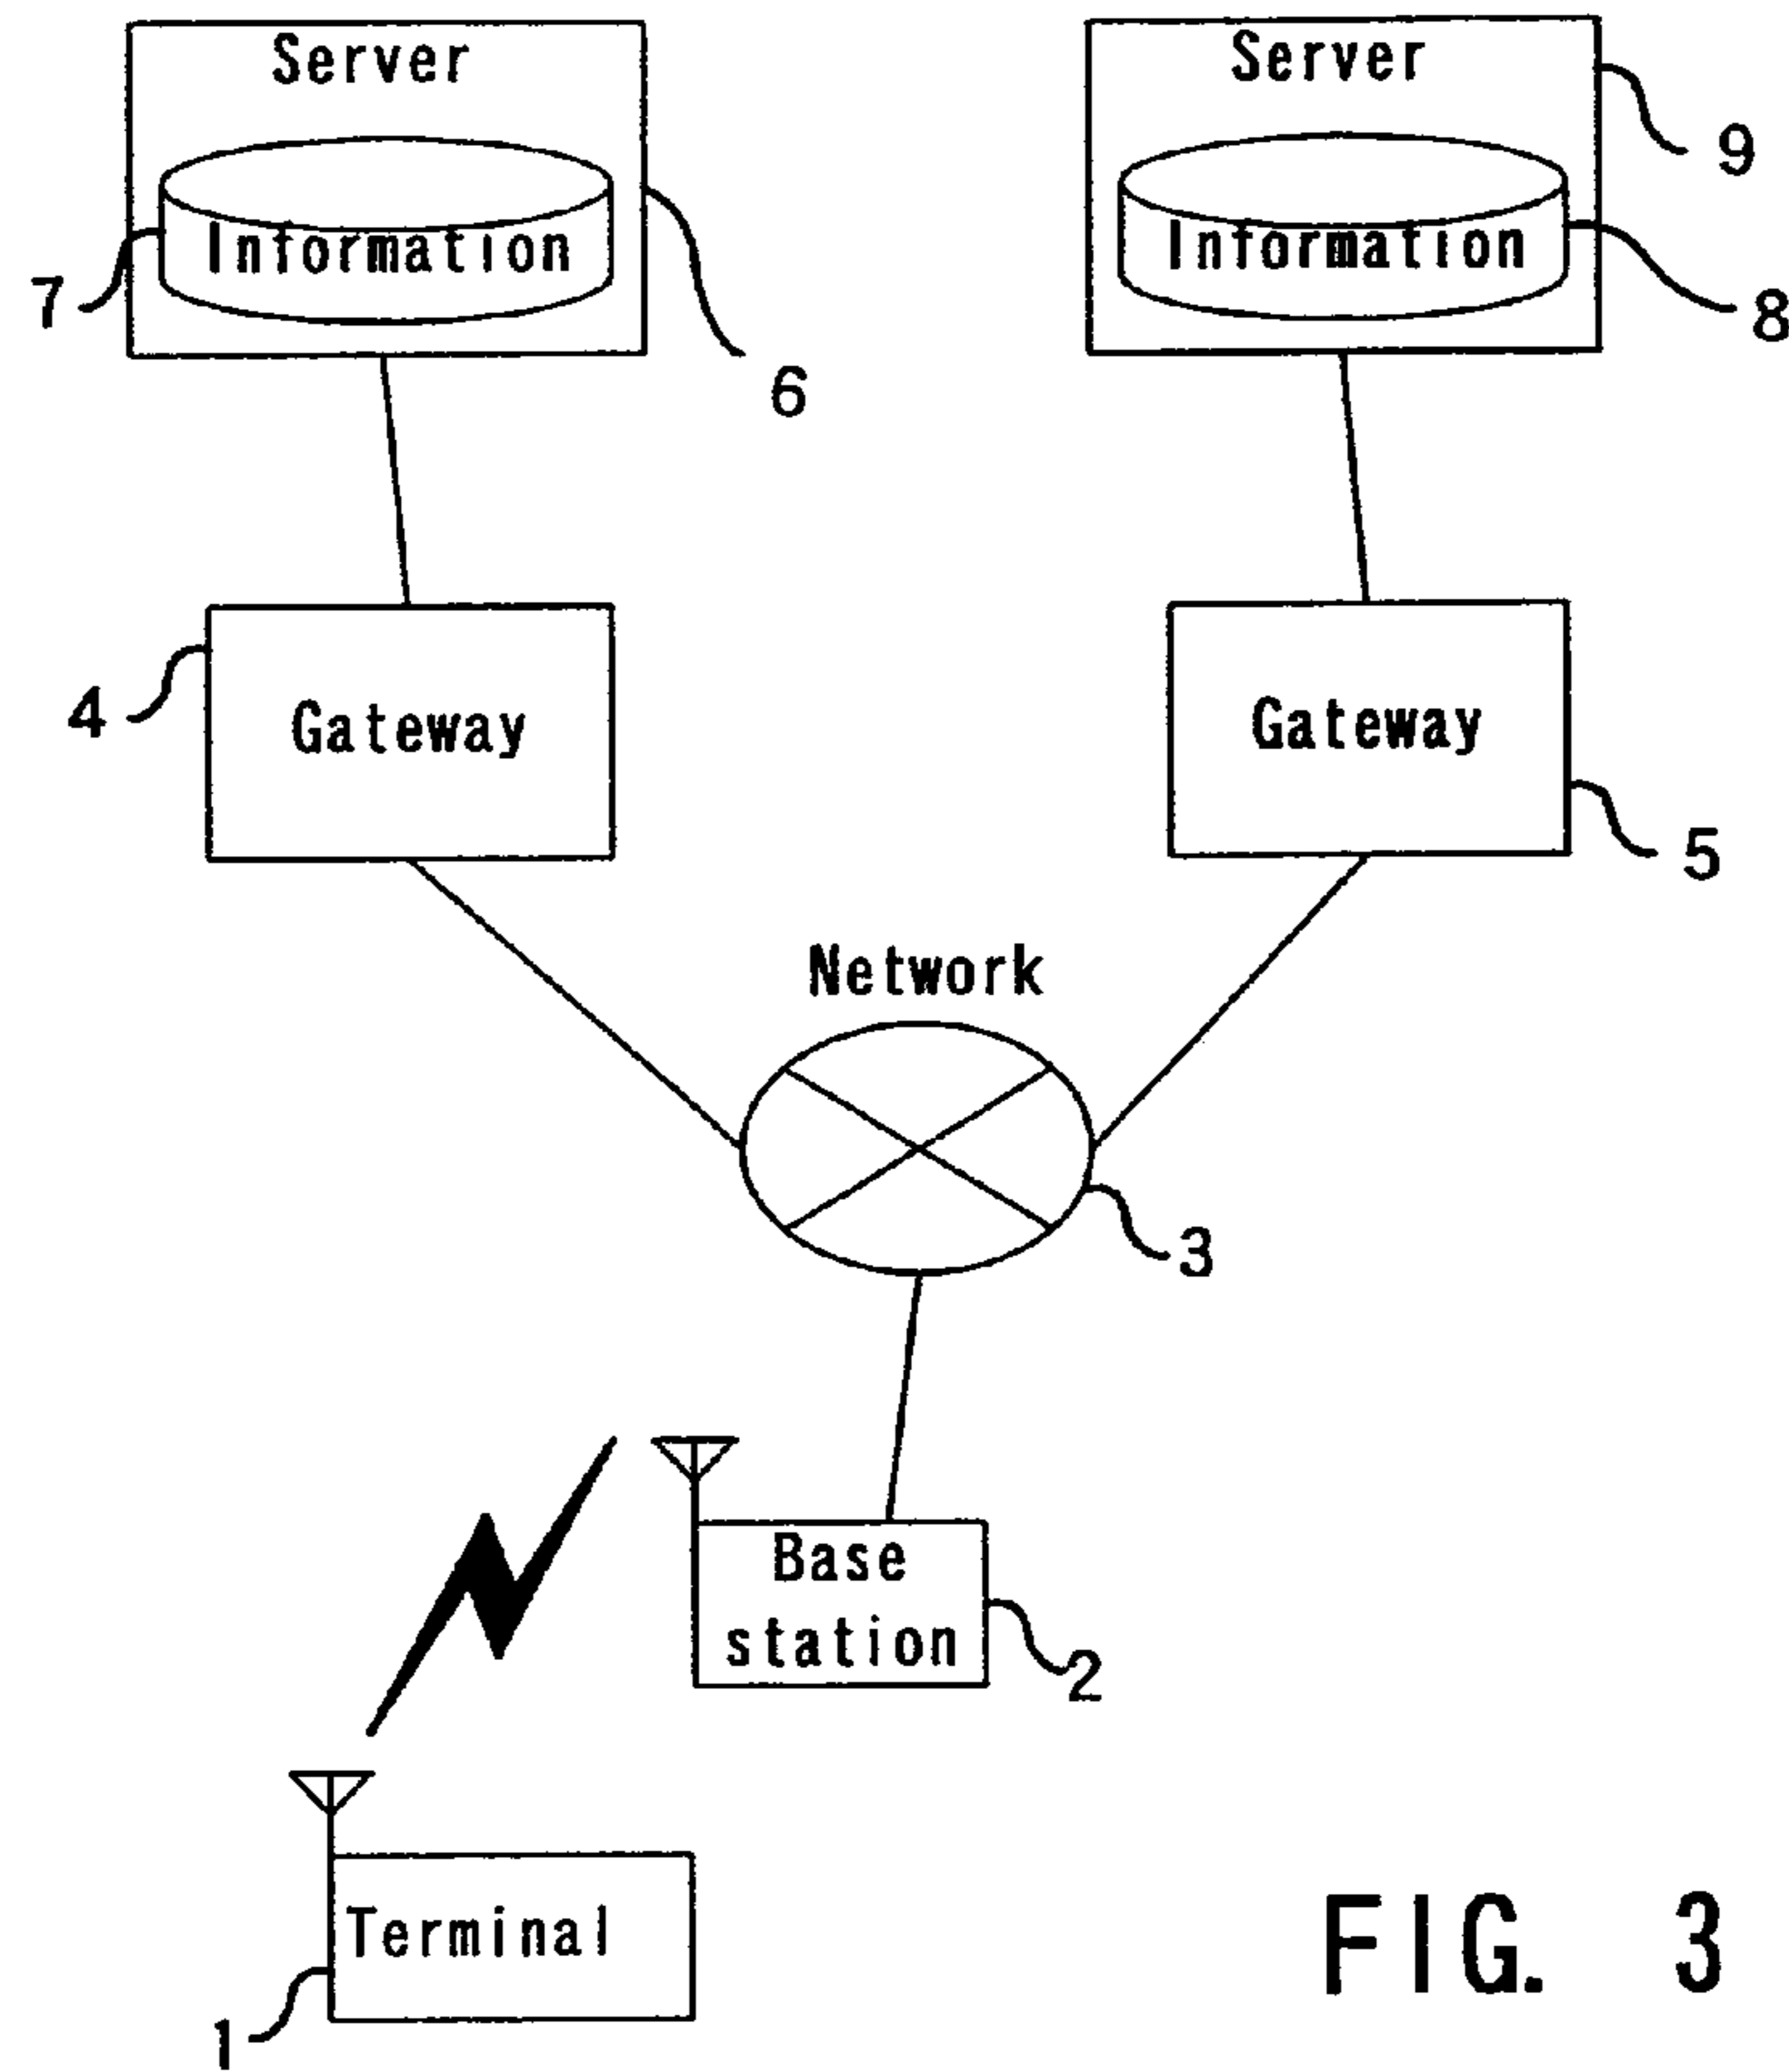 Server
Server
9
Information
Information
7
8
6
4
Gateway
Gateway
5
Network
3
Base
station
2
Terminal
1
FIG. 3